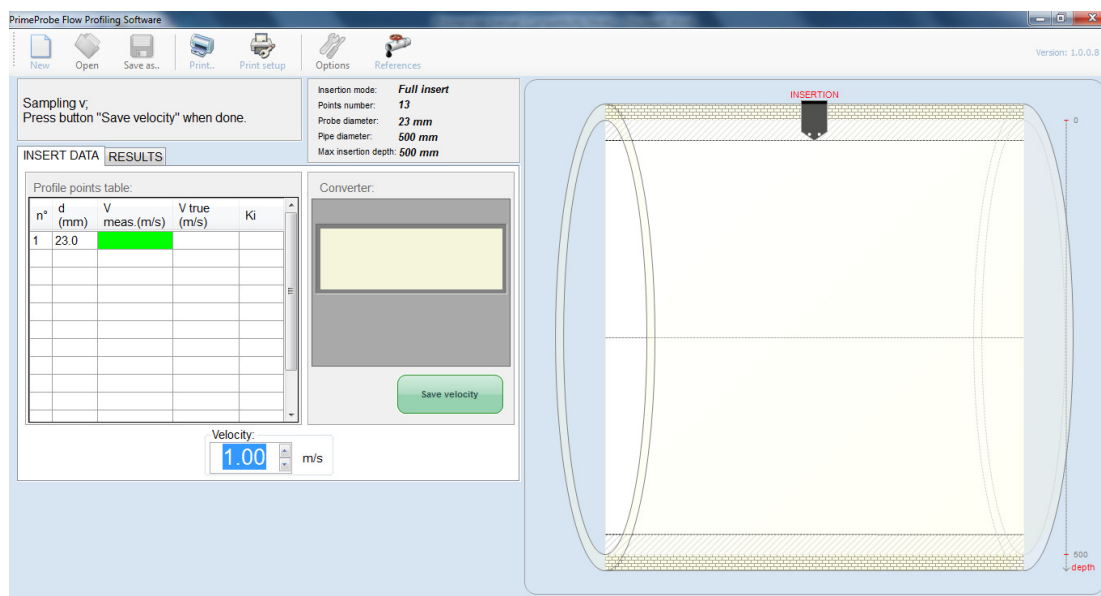 PrimeProbe Flow Profiling Software
New Open Save as.. Print.. Print setup Options References
Version: 1.0.0.8
Sampling v;
Press button "Save velocity" when done.
Insertion mode: Full insert
Points number: 13
Probe diameter: 23 mm
Pipe diameter: 500 mm
Max insertion depth: 500 mm
INSERT DATA RESULTS
Profile points table:
n° d (mm) V meas.(m/s) V true (m/s) Ki
1 23.0
Converter:
Save velocity
Velocity:
1.00 m/s
INSERTION
0
500
depth